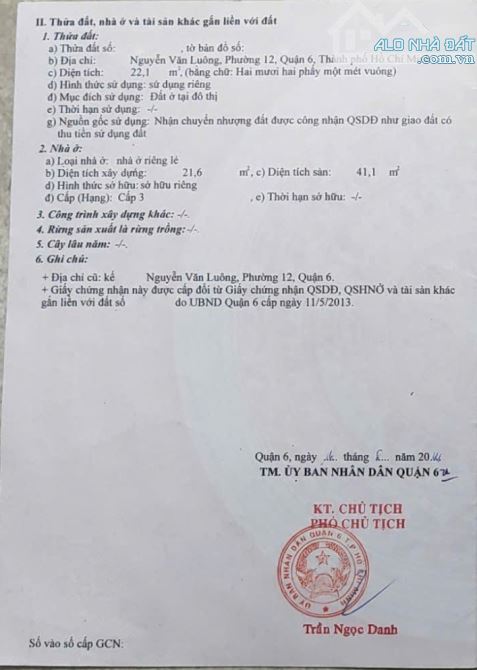 ALO NHÀ ĐẤT
.com.vn
II. Thửa đất, nhà ở và tài sản khác gắn liền với đất
1. Thửa đất:
a) Thửa đất số: , tờ bản đồ số:
b) Địa chỉ: Nguyễn Văn Luông, Phường 12, Quận 6, Thành phố Hồ Chí
c) Diện tích: 22,1 m², (bằng chữ: Hai mươi hai phẩy một mét vuông)
d) Hình thức sử dụng: sử dụng riêng
đ) Mục đích sử dụng: Đất ở tại đô thị
e) Thời hạn sử dụng: -/-
g) Nguồn gốc sử dụng: Nhận chuyển nhượng đất được công nhận QSDĐ như giao đất có
thu tiền sử dụng đất
2. Nhà ở:
a) Loại nhà ở: nhà ở riêng lẻ
b) Diện tích xây dựng: 21,6 m², c) Diện tích sàn: 41,1 m²
d) Hình thức sở hữu: sở hữu riêng
đ) Cấp (Hạng): Cấp 3 , e) Thời hạn sở hữu: -/-
3. Công trình xây dựng khác: -/-
4. Rừng sản xuất là rừng trồng: -/-
5. Cây lâu năm: -/-
6. Ghi chú:
+ Địa chỉ cũ: kế Nguyễn Văn Luông, Phường 12, Quận 6.
+ Giấy chứng nhận này được cấp đổi từ Giấy chứng nhận QSDĐ, QSHNỞ và tài sản khác
gắn liền với đất số do UBND Quận 6 cấp ngày 11/5/2013.
Quận 6, ngày tháng năm 20
TM. ỦY BAN NHÂN DÂN QUẬN 6
KT. CHỦ TỊCH
PHÓ CHỦ TỊCH
ỦY BAN NHÂN DÂN QUẬN 6 T.P HỒ CHÍ MINH
Trần Ngọc Danh
Số vào sổ cấp GCN: